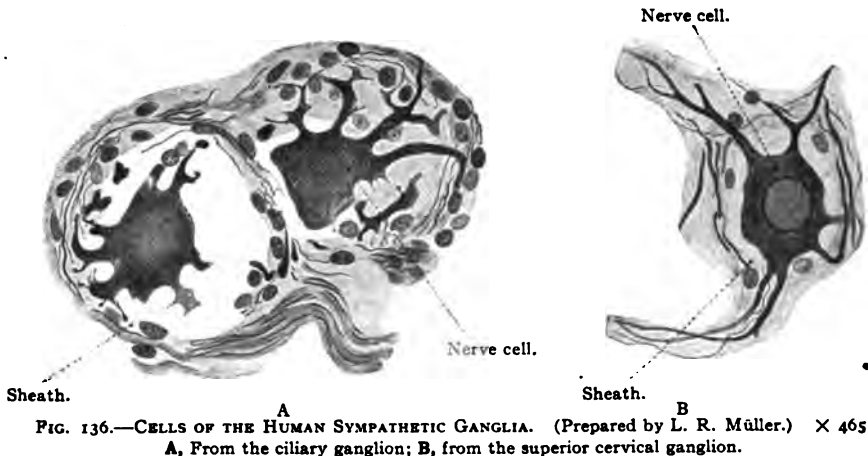 Nerve cell.
Nerve cell.
Sheath.
Sheath.
A
B
FIG. 136.—CELLS OF THE HUMAN SYMPATHETIC GANGLIA. (Prepared by L. R. Müller.) × 465
A, From the ciliary ganglion; B, from the superior cervical ganglion.